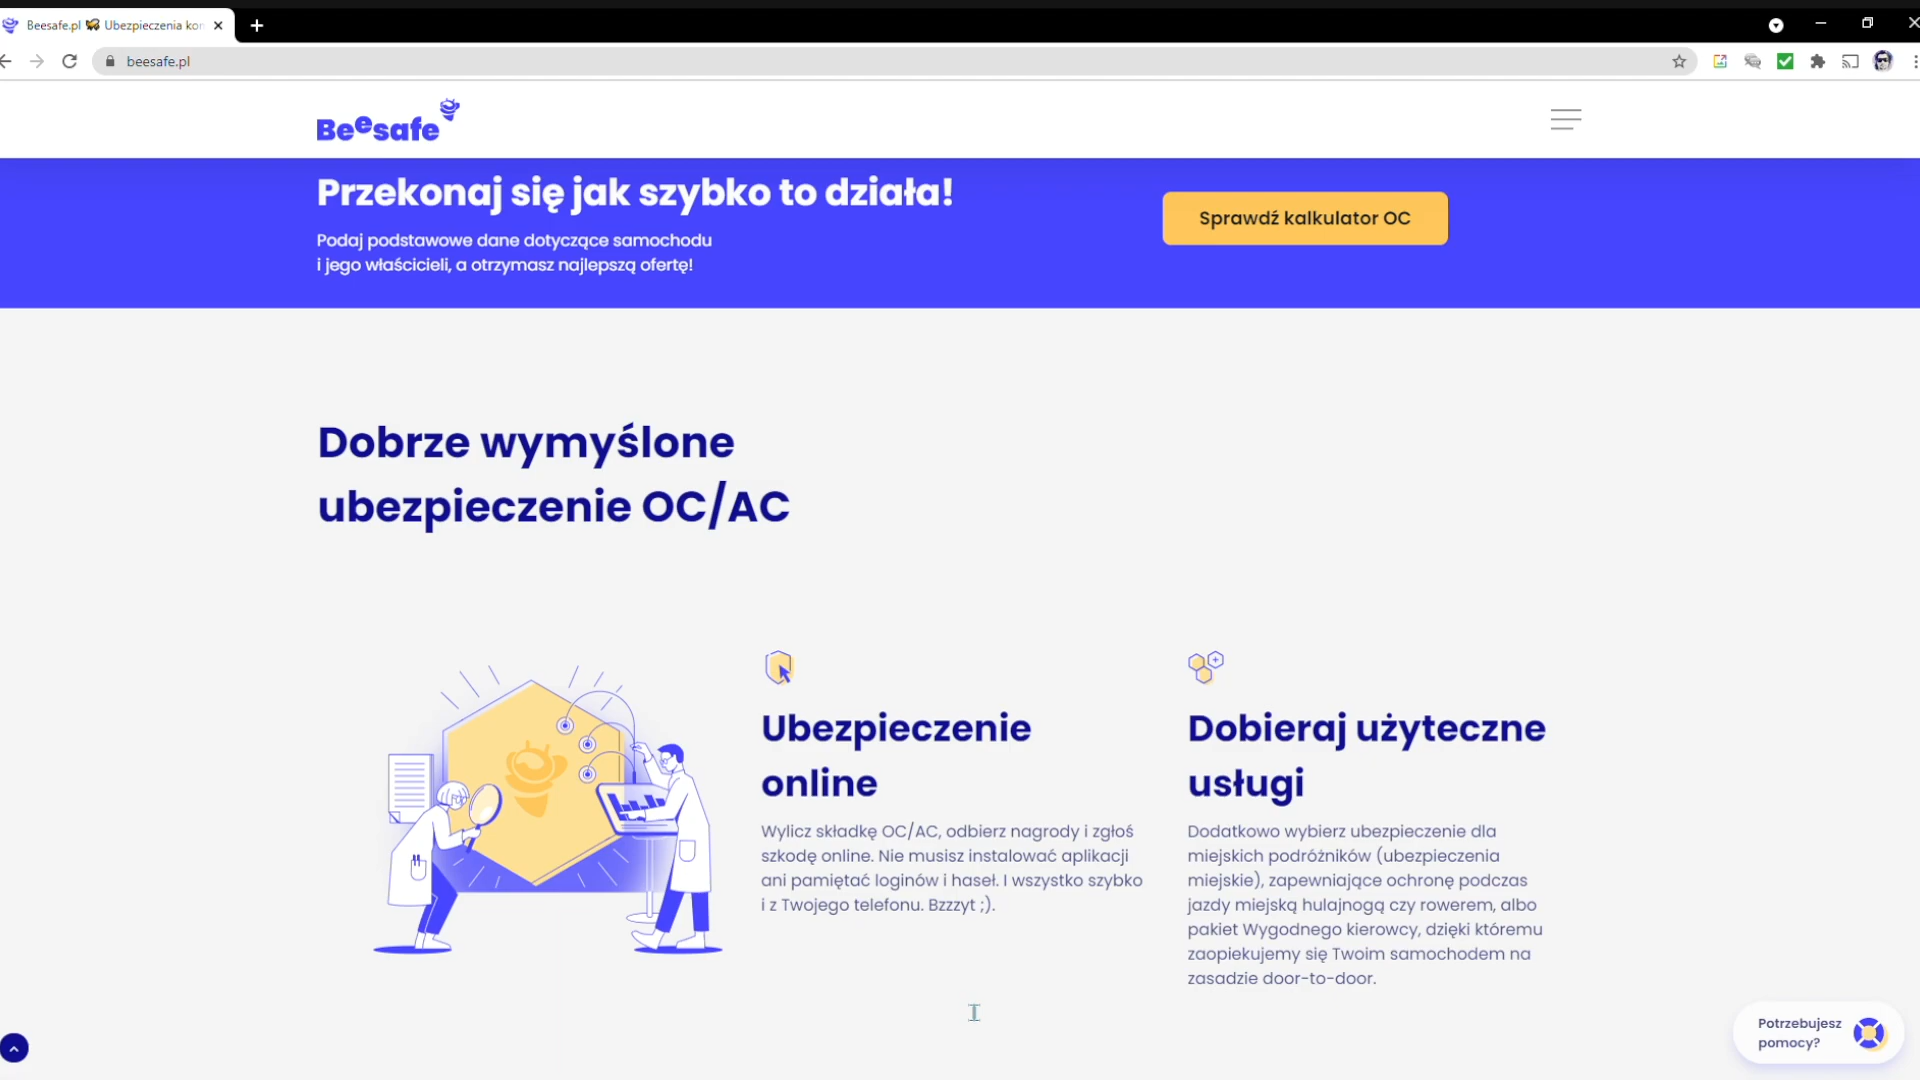 Beesafe.pl 🐝 Ubezpieczenia kor
beesafe.pl
Beesafe
Przekonaj się jak szybko to działa!
Podaj podstawowe dane dotyczące samochodu
i jego właścicieli, a otrzymasz najlepszą ofertę!
Sprawdź kalkulator OC
Dobrze wymyślone
ubezpieczenie OC/AC
Ubezpieczenie
online
Wylicz składkę OC/AC, odbierz nagrody i zgłoś
szkodę online. Nie musisz instalować aplikacji
ani pamiętać loginów i haseł. I wszystko szybko
i z Twojego telefonu. Bzzzyt ;).
Dobieraj użyteczne
usługi
Dodatkowo wybierz ubezpieczenie dla
miejskich podróżników (ubezpieczenia
miejskie), zapewniające ochronę podczas
jazdy miejską hulajnogą czy rowerem, albo
pakiet Wygodnego kierowcy, dzięki któremu
zaopiekujemy się Twoim samochodem na
zasadzie door-to-door.
Potrzebujesz
pomocy?